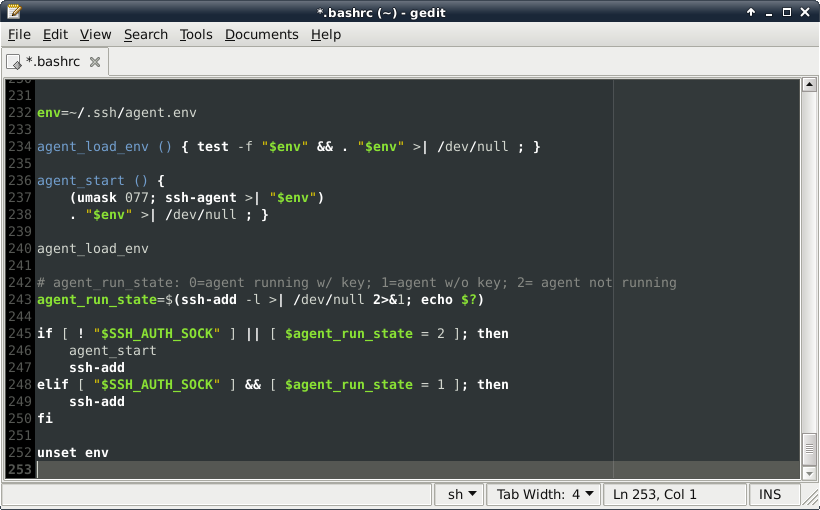 *.bashrc (~) - gedit
File Edit View Search Tools Documents Help
*.bashrc
230
231
232 env=~/.ssh/agent.env
233
234 agent_load_env () { test -f "$env" && . "$env" >| /dev/null ; }
235
236 agent_start () {
237     (umask 077; ssh-agent >| "$env")
238     . "$env" >| /dev/null ; }
239
240 agent_load_env
241
242 # agent_run_state: 0=agent running w/ key; 1=agent w/o key; 2= agent not running
243 agent_run_state=$(ssh-add -l >| /dev/null 2>&1; echo $?)
244
245 if [ ! "$SSH_AUTH_SOCK" ] || [ $agent_run_state = 2 ]; then
246     agent_start
247     ssh-add
248 elif [ "$SSH_AUTH_SOCK" ] && [ $agent_run_state = 1 ]; then
249     ssh-add
250 fi
251
252 unset env
253
sh Tab Width: 4 Ln 253, Col 1 INS